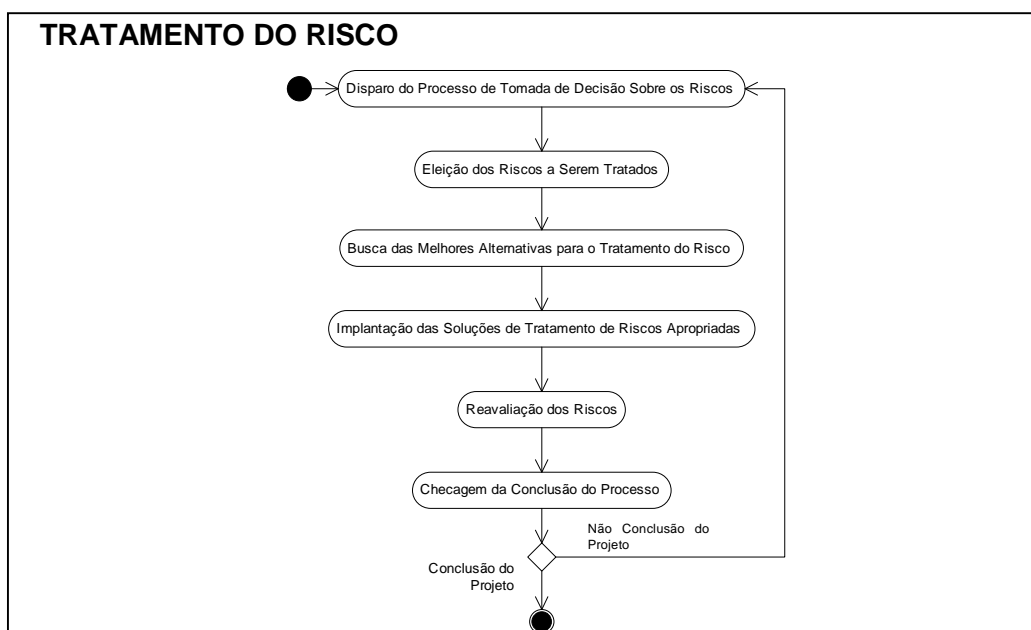 TRATAMENTO DO RISCO
Disparo do Processo de Tomada de Decisão Sobre os Riscos
Eleição dos Riscos a Serem Tratados
Busca das Melhores Alternativas para o Tratamento do Risco
Implantação das Soluções de Tratamento de Riscos Apropriadas
Reavaliação dos Riscos
Checagem da Conclusão do Processo
Não Conclusão do
Projeto
Conclusão do
Projeto